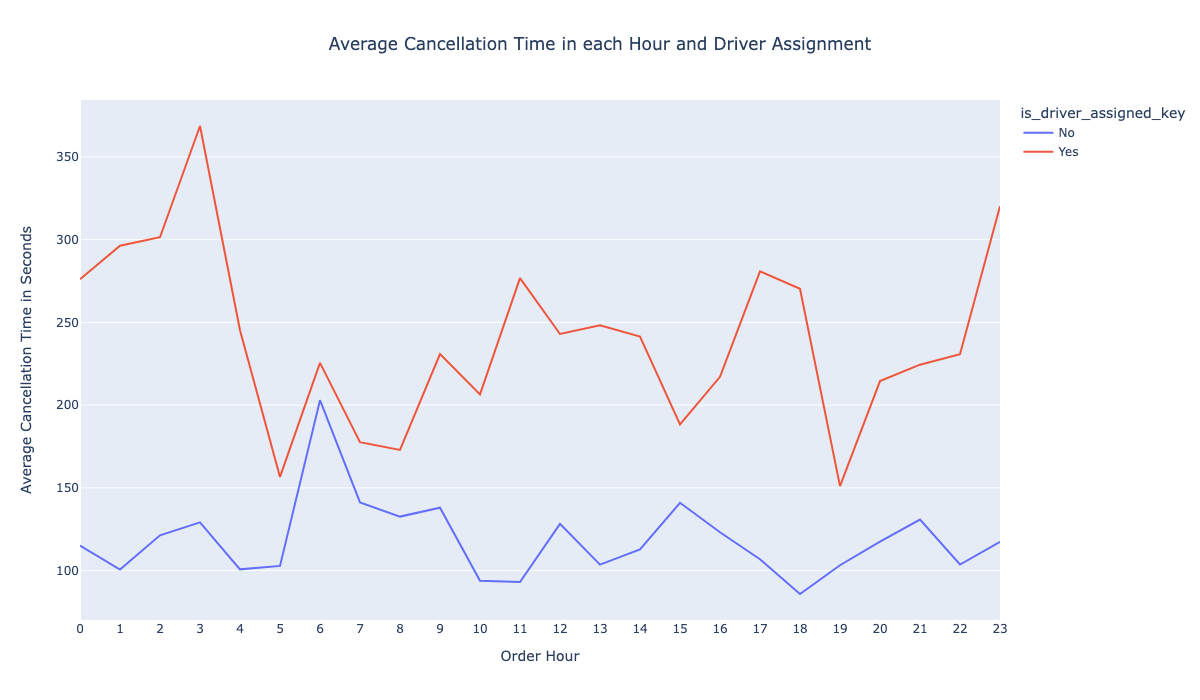 Average Cancellation Time in each Hour and Driver Assignment
is_driver_assigned_key
No
Yes
Average Cancellation Time in Seconds
350
300
250
200
150
100
0 1 2 3 4 5 6 7 8 9 10 11 12 13 14 15 16 17 18 19 20 21 22 23
Order Hour